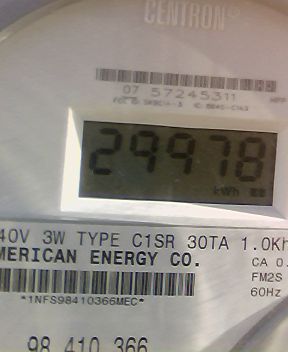 CENTRON®
07 57245311
29978
kWh
40V 3W TYPE C1SR 30TA 1.0Kh
MERICAN ENERGY CO.
CA 0.
FM2S
60Hz
*1NFS98410366MEC*
98 410 366